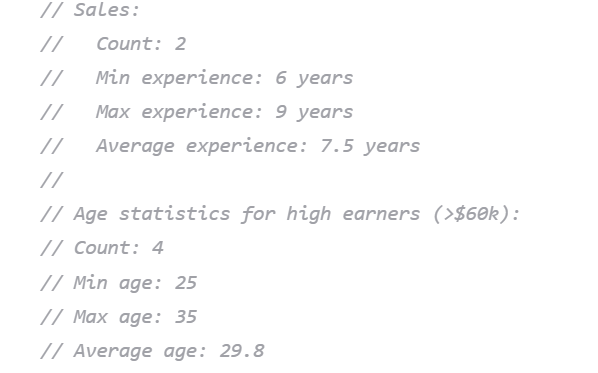 // Sales:
//   Count: 2
//   Min experience: 6 years
//   Max experience: 9 years
//   Average experience: 7.5 years
//
// Age statistics for high earners (>$60k):
// Count: 4
// Min age: 25
// Max age: 35
// Average age: 29.8